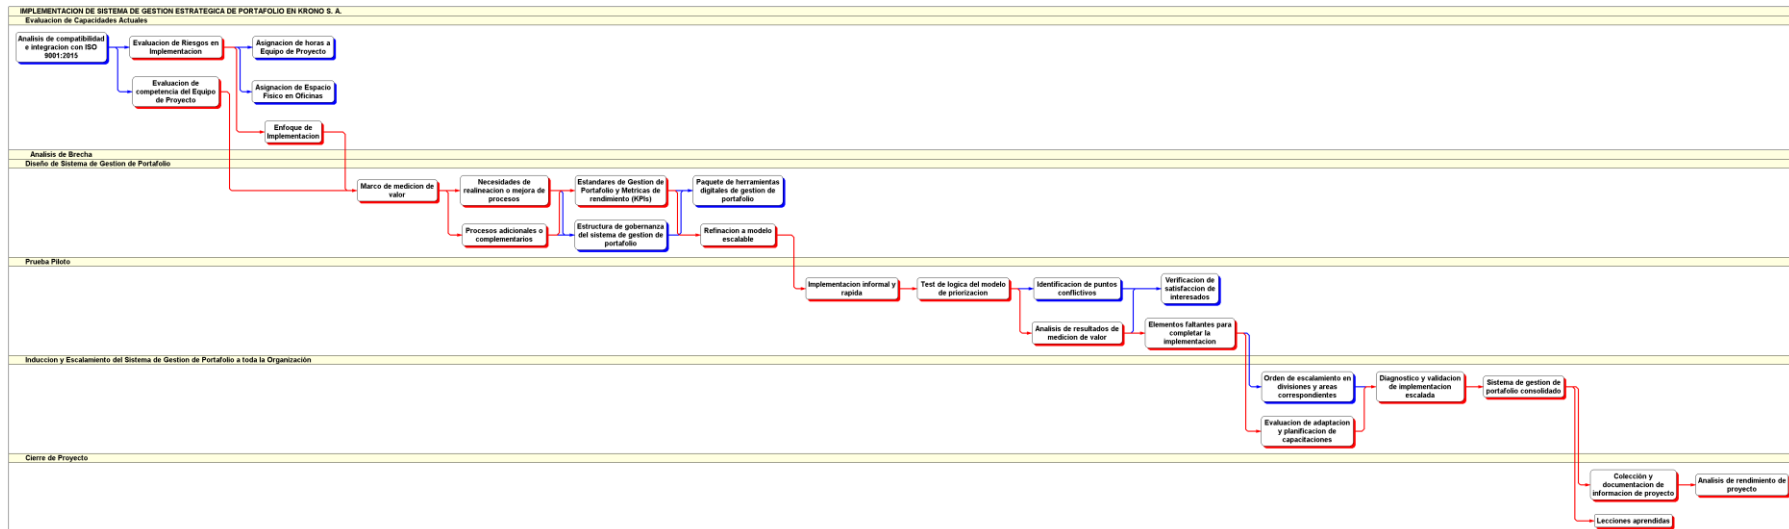 IMPLEMENTACION DE SISTEMA DE GESTION ESTRATEGICA DE PORTAFOLIO EN KRONO S. A.
Evaluacion de Capacidades Actuales
Analisis de compatibilidad
e integracion con ISO
9001:2015
Evaluacion de Riesgos en
Implementacion
Asignacion de horas a
Equipo de Proyecto
Evaluacion de
competencia del Equipo
de Proyecto
Asignacion de Espacio
Fisico en Oficinas
Enfoque de
Implementacion
Analisis de Brecha
Diseño de Sistema de Gestion de Portafolio
Marco de medicion de
valor
Necesidades de
realineacion o mejora de
procesos
Estandares de Gestion de
Portafolio y Metricas de
rendimiento (KPIs)
Paquete de herramientas
digitales de gestion de
portafolio
Procesos adicionales o
complementarios
Estructura de gobernanza
del sistema de gestion de
portafolio
Refinacion a modelo
escalable
Prueba Piloto
Implementacion informal y
rapida
Test de logica del modelo
de priorizacion
Identificacion de puntos
conflictivos
Verificacion de
satisfaccion de
interesados
Analisis de resultados de
medicion de valor
Elementos faltantes para
completar la
implementacion
Induccion y Escalamiento del Sistema de Gestion de Portafolio a toda la Organización
Orden de escalamiento en
divisiones y areas
correspondientes
Diagnostico y validacion
de implementacion
escalada
Sistema de gestion de
portafolio consolidado
Evaluacion de adaptacion
y planificacion de
capacitaciones
Cierre de Proyecto
Colección y
documentacion de
informacion de proyecto
Analisis de rendimiento de
proyecto
Lecciones aprendidas